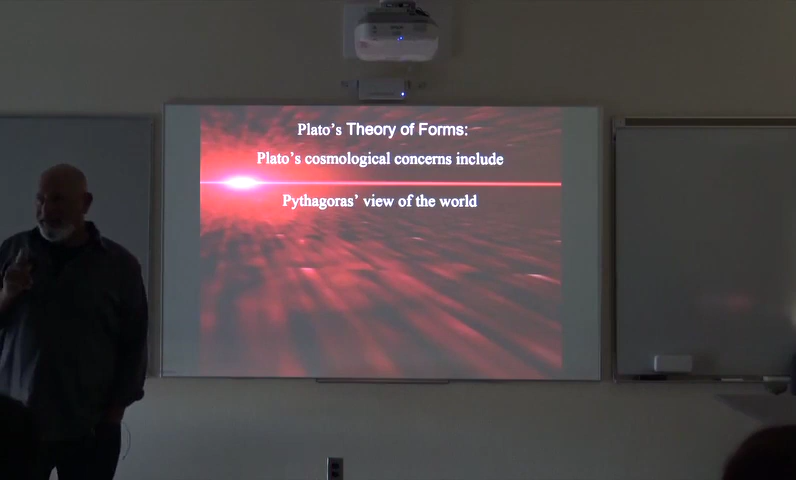 Plato’s Theory of Forms:
Plato’s cosmological concerns include
Pythagoras’ view of the world